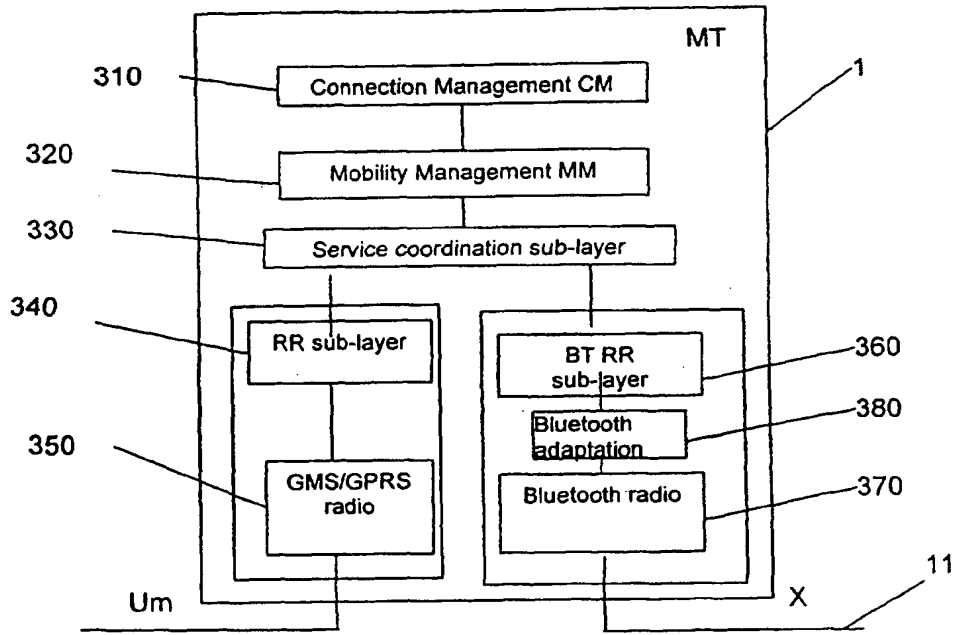 MT
310
Connection Management CM
1
320
Mobility Management MM
330
Service coordination sub-layer
340
RR sub-layer
BT RR
sub-layer
360
Bluetooth
adaptation
380
350
GMS/GPRS
radio
Bluetooth radio
370
Um
X
11